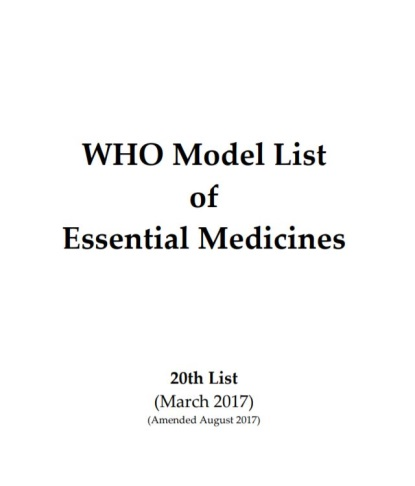 WHO Model List
of
Essential Medicines
20th List
(March 2017)
(Amended August 2017)